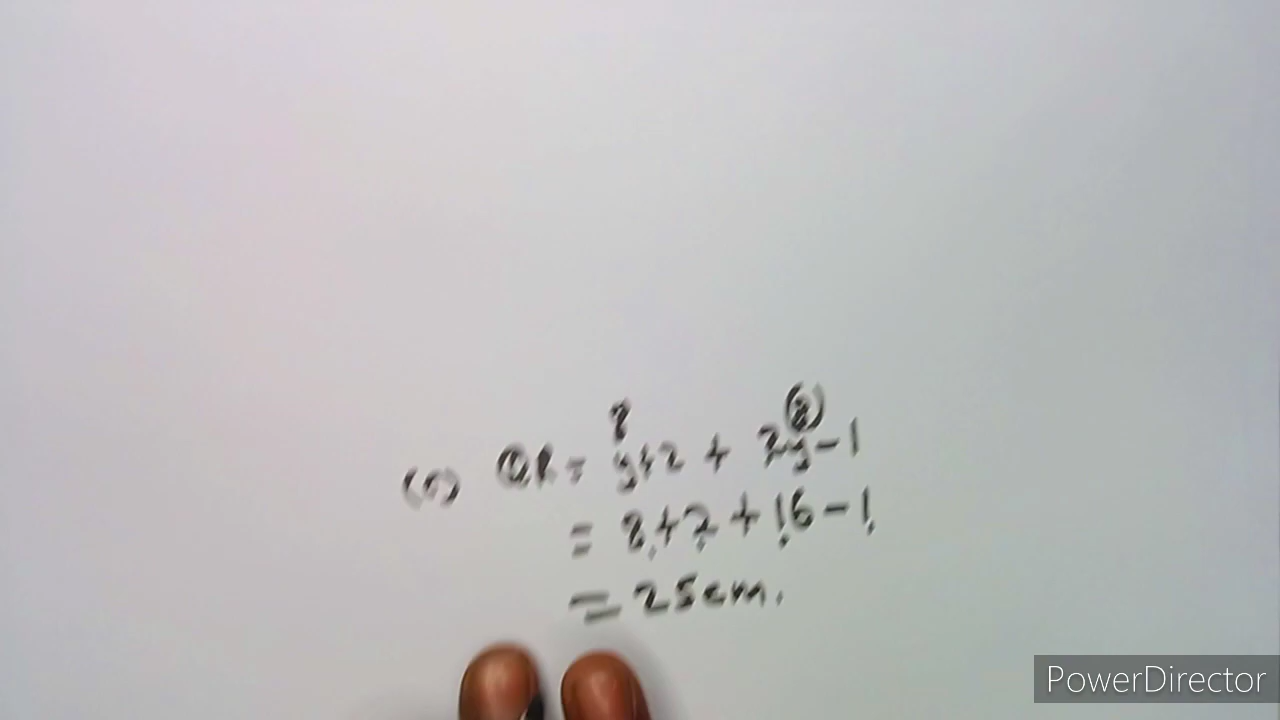 8 (8)
(c) QR = y+2 + 2y-1
= 8+2 + 16-1
= 25cm.
PowerDirector